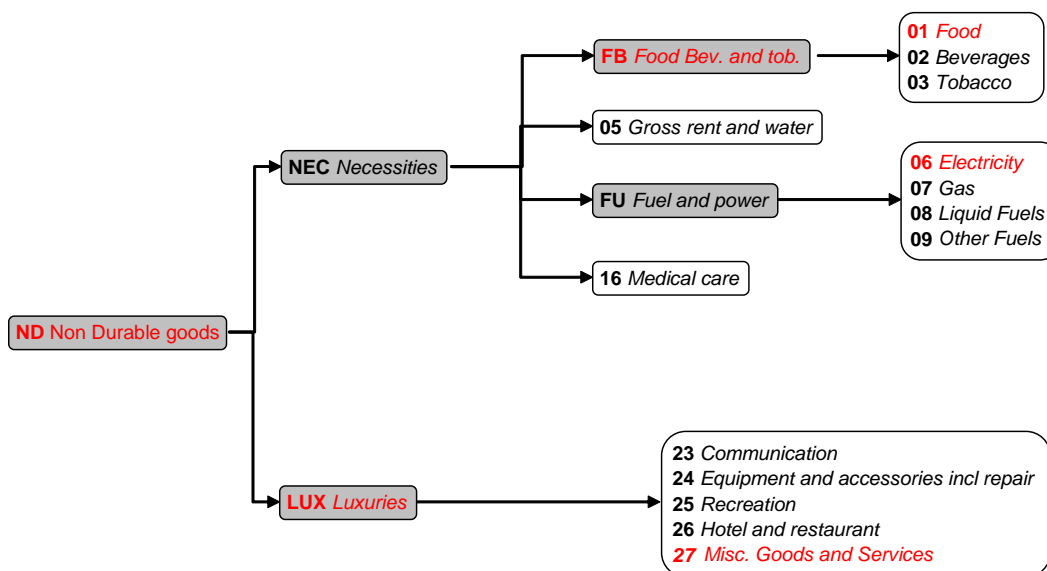 FB Food Bev. and tob.
01 Food
02 Beverages
03 Tobacco
05 Gross rent and water
NEC Necessities
06 Electricity
07 Gas
08 Liquid Fuels
09 Other Fuels
FU Fuel and power
16 Medical care
ND Non Durable goods
23 Communication
24 Equipment and accessories incl repair
25 Recreation
26 Hotel and restaurant
27 Misc. Goods and Services
LUX Luxuries